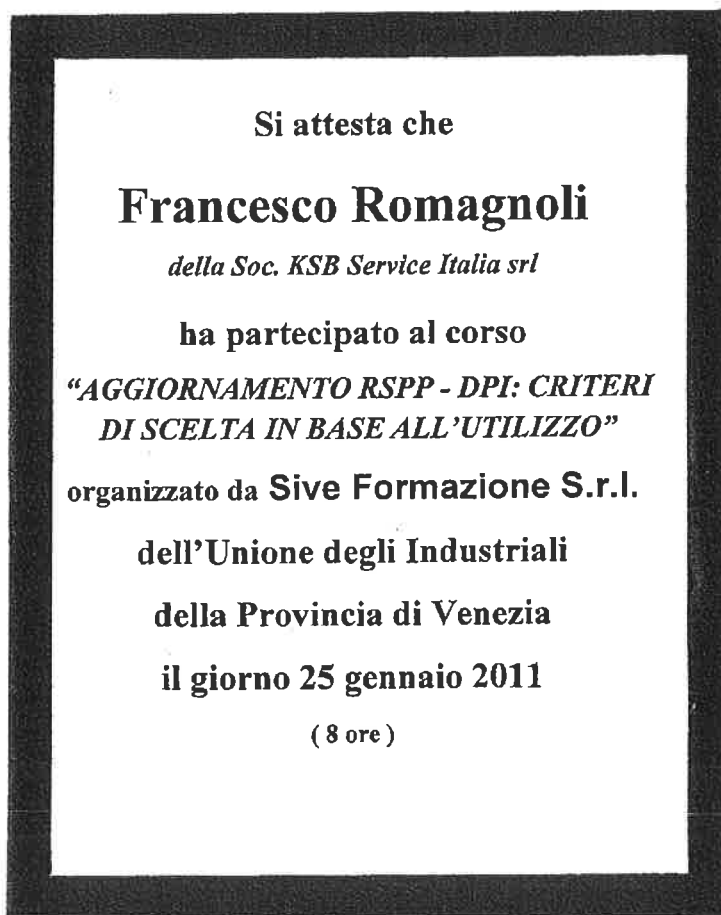 Si attesta che
Francesco Romagnoli
della Soc. KSB Service Italia srl
ha partecipato al corso
“AGGIORNAMENTO RSPP - DPI: CRITERI
DI SCELTA IN BASE ALL’UTILIZZO”
organizzato da Sive Formazione S.r.l.
dell’Unione degli Industriali
della Provincia di Venezia
il giorno 25 gennaio 2011
( 8 ore )